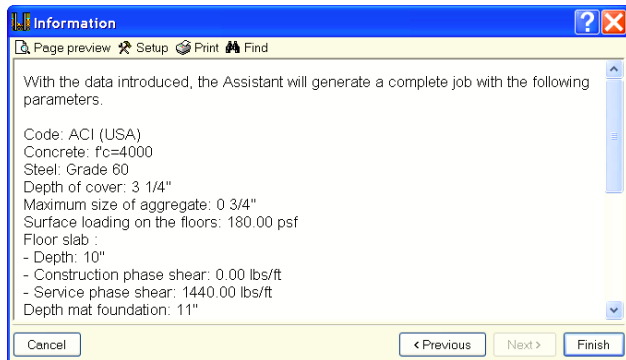 Information
Page preview Setup Print Find
With the data introduced, the Assistant will generate a complete job with the following
parameters.
Code: ACI (USA)
Concrete: f'c=4000
Steel: Grade 60
Depth of cover: 3 1/4"
Maximum size of aggregate: 0 3/4"
Surface loading on the floors: 180.00 psf
Floor slab :
- Depth: 10"
- Construction phase shear: 0.00 lbs/ft
- Service phase shear: 1440.00 lbs/ft
Depth mat foundation: 11"
Cancel < Previous Next > Finish